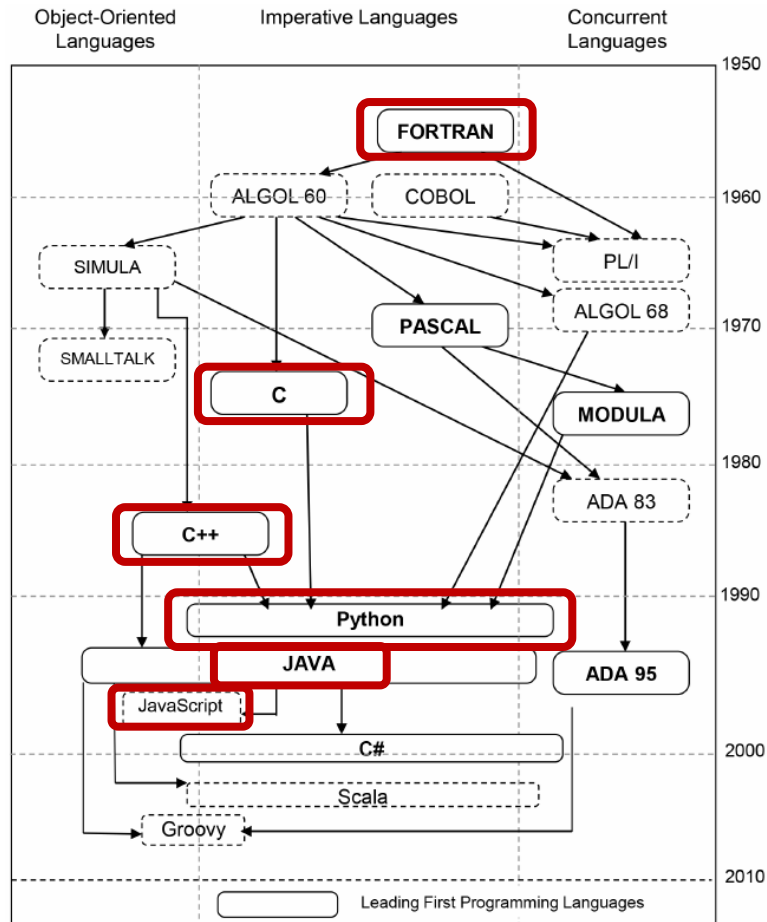 Object-Oriented
Languages
Imperative Languages
Concurrent
Languages
1950
FORTRAN
ALGOL 60
COBOL
1960
SIMULA
PL/I
ALGOL 68
PASCAL
1970
SMALLTALK
C
MODULA
1980
ADA 83
C++
1990
Python
JAVA
ADA 95
JavaScript
C#
2000
Scala
Groovy
2010
Leading First Programming Languages